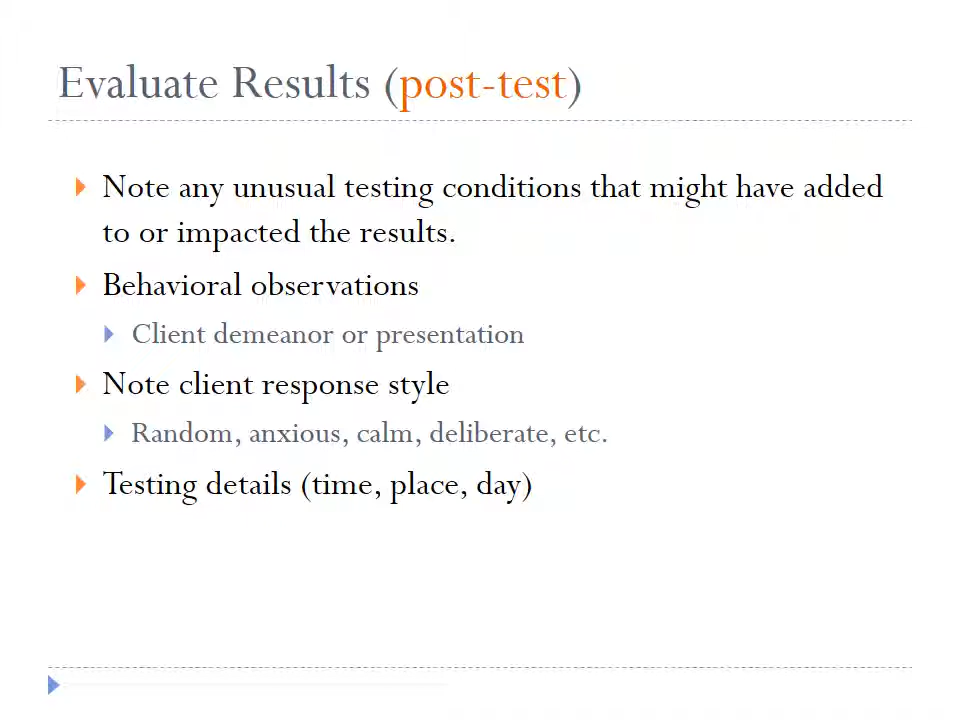 Evaluate Results (post-test)
Note any unusual testing conditions that might have added
to or impacted the results.
Behavioral observations
Client demeanor or presentation
Note client response style
Random, anxious, calm, deliberate, etc.
Testing details (time, place, day)